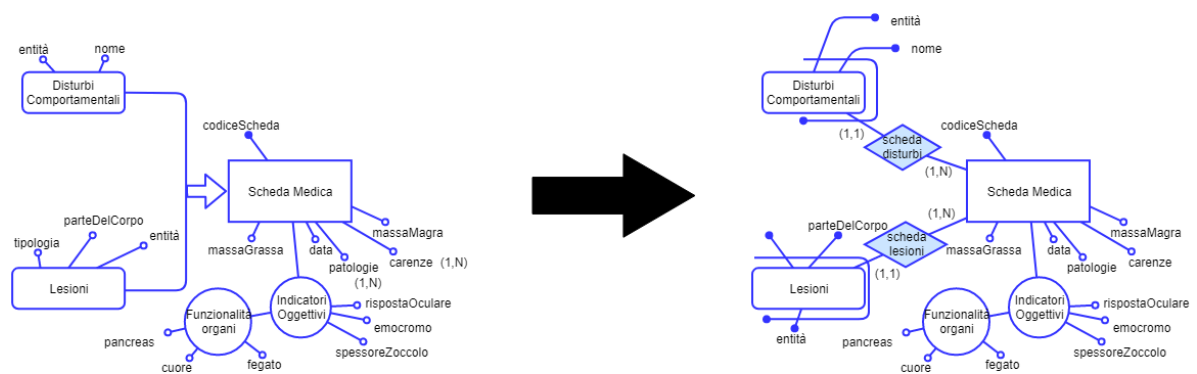 entità
nome
Disturbi
Comportamentali
codiceScheda
Scheda Medica
parteDelCorpo
tipologia
entità
Lesioni
massaGrassa
data
patologie
(1,N)
massaMagra
carenze (1,N)
Funzionalita
organi
Indicatori
Oggettivi
rispostaOculare
emocromo
spessoreZoccolo
pancreas
cuore
fegato
entità
nome
Disturbi
Comportamentali
(1,1)
scheda
disturbi
(1,N)
codiceScheda
Scheda Medica
(1,N)
parteDelCorpo
scheda
lesioni
(1,1)
Lesioni
entità
massaGrassa
data
patologie
massaMagra
carenze
Funzionalita
organi
Indicatori
Oggettivi
rispostaOculare
emocromo
spessoreZoccolo
pancreas
cuore
fegato